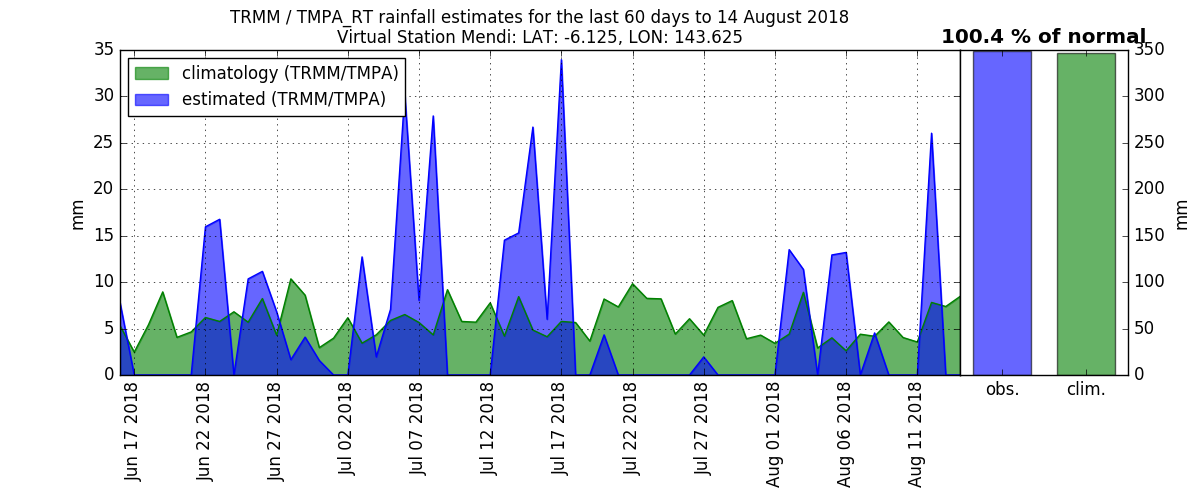 TRMM / TMPA_RT rainfall estimates for the last 60 days to 14 August 2018
Virtual Station Mendi: LAT: -6.125, LON: 143.625
100.4 % of normal
climatology (TRMM/TMPA)
estimated (TRMM/TMPA)
35
30
25
20
15
10
5
0
mm
Jun 17 2018
Jun 22 2018
Jun 27 2018
Jul 02 2018
Jul 07 2018
Jul 12 2018
Jul 17 2018
Jul 22 2018
Jul 27 2018
Aug 01 2018
Aug 06 2018
Aug 11 2018
obs.
clim.
350
300
250
200
150
100
50
0
mm